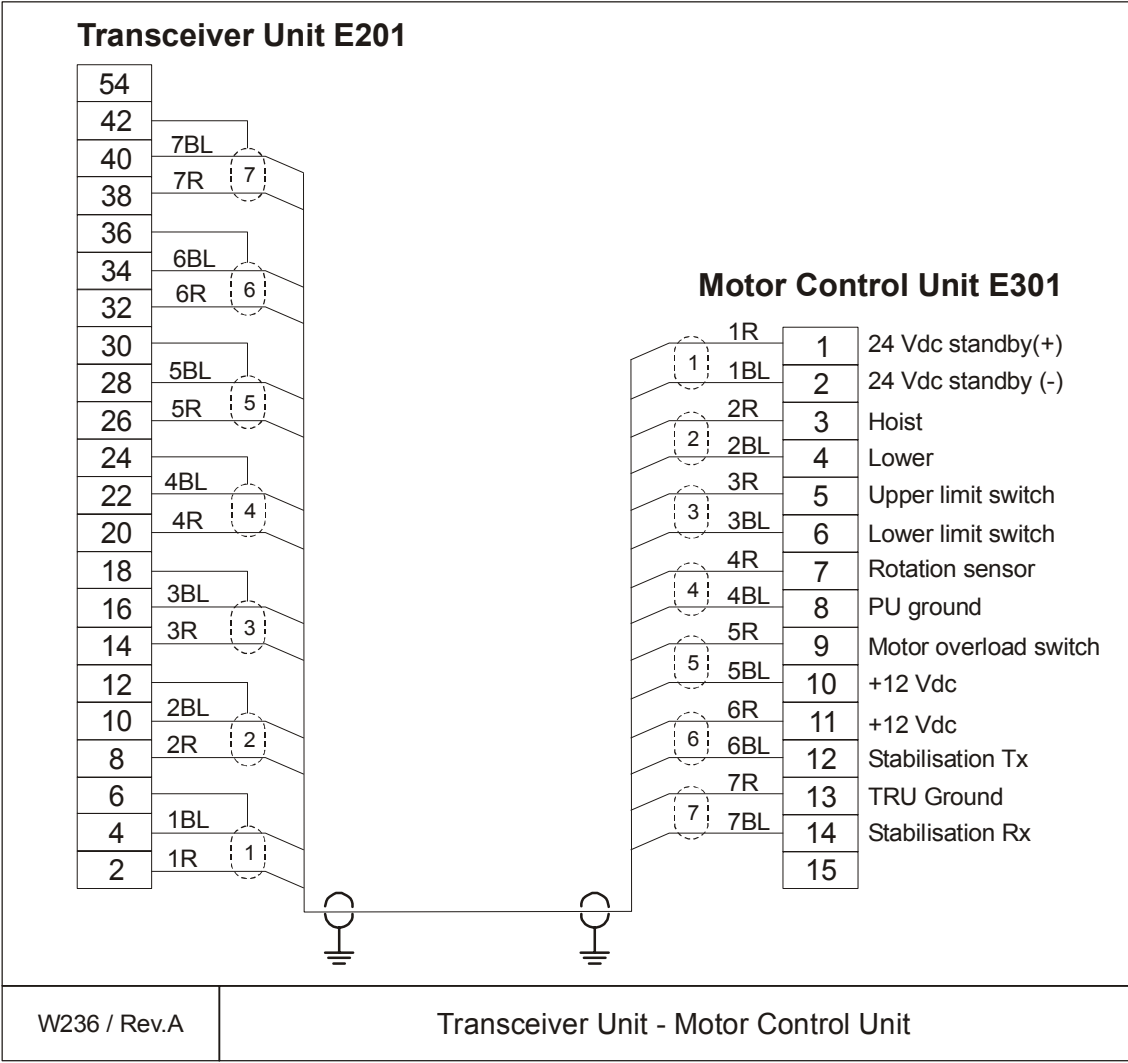 Transceiver Unit E201
54
42
7BL
40
7R
7
38
36
6BL
34
6R
6
32
30
5BL
28
5R
5
26
24
4BL
22
4R
4
20
18
3BL
16
3R
3
14
12
2BL
10
2R
2
8
6
1BL
4
1R
1
2
Motor Control Unit E301
1R
1 24 Vdc standby(+)
1
1BL
2 24 Vdc standby (-)
2R
3 Hoist
2
2BL
4 Lower
3R
5 Upper limit switch
3
3BL
6 Lower limit switch
4R
7 Rotation sensor
4
4BL
8 PU ground
5R
9 Motor overload switch
5
5BL
10 +12 Vdc
6R
11 +12 Vdc
6
6BL
12 Stabilisation Tx
7R
13 TRU Ground
7
7BL
14 Stabilisation Rx
15
W236 / Rev.A
Transceiver Unit - Motor Control Unit